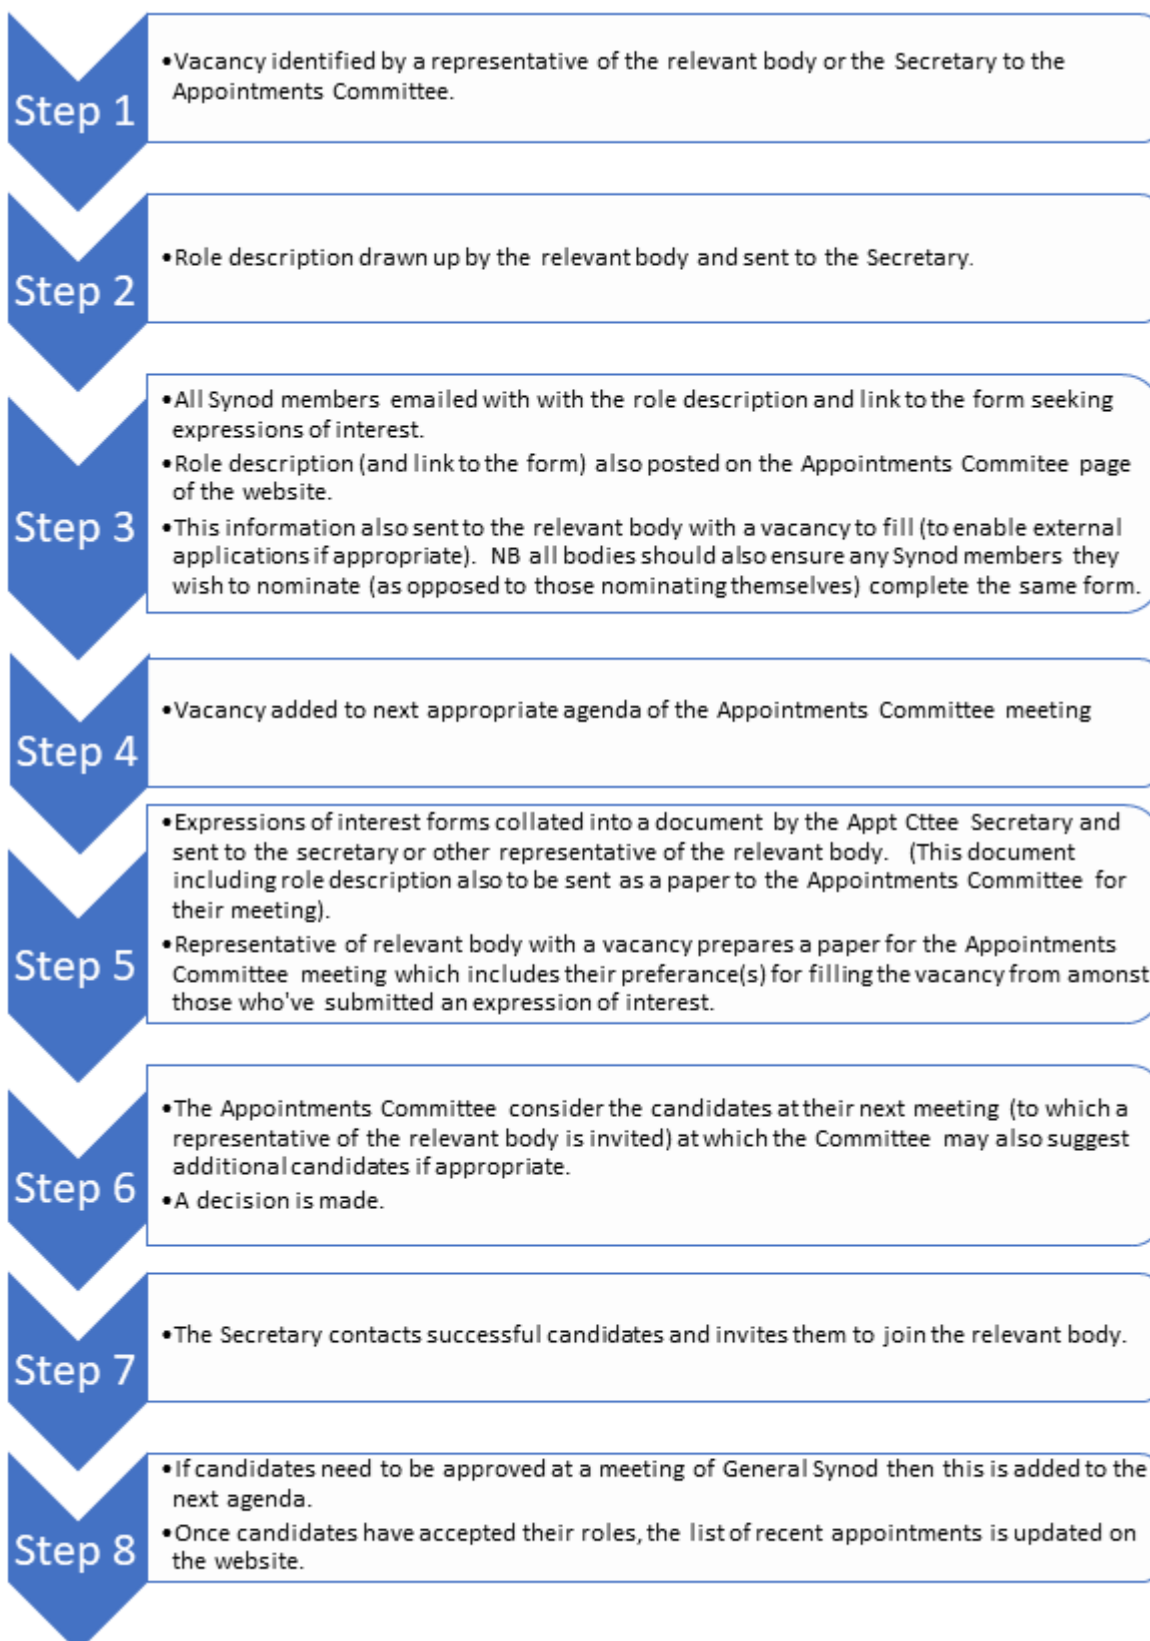 Step 1
•Vacancy identified by a representative of the relevant body or the Secretary to the
Appointments Committee.
Step 2
•Role description drawn up by the relevant body and sent to the Secretary.
Step 3
•All Synod members emailed with with the role description and link to the form seeking
expressions of interest.
•Role description (and link to the form) also posted on the Appointments Commitee page
of the website.
•This information also sent to the relevant body with a vacancy to fill (to enable external
applications if appropriate). NB all bodies should also ensure any Synod members they
wish to nominate (as opposed to those nominating themselves) complete the same form.
Step 4
•Vacancy added to next appropriate agenda of the Appointments Committee meeting
Step 5
•Expressions of interest forms collated into a document by the Appt Cttee Secretary and
sent to the secretary or other representative of the relevant body. (This document
including role description also to be sent as a paper to the Appointments Committee for
their meeting).
•Representative of relevant body with a vacancy prepares a paper for the Appointments
Committee meeting which includes their preferance(s) for filling the vacancy from amonst
those who've submitted an expression of interest.
Step 6
•The Appointments Committee consider the candidates at their next meeting (to which a
representative of the relevant body is invited) at which the Committee may also suggest
additional candidates if appropriate.
•A decision is made.
Step 7
•The Secretary contacts successful candidates and invites them to join the relevant body.
Step 8
•If candidates need to be approved at a meeting of General Synod then this is added to the
next agenda.
•Once candidates have accepted their roles, the list of recent appointments is updated on
the website.